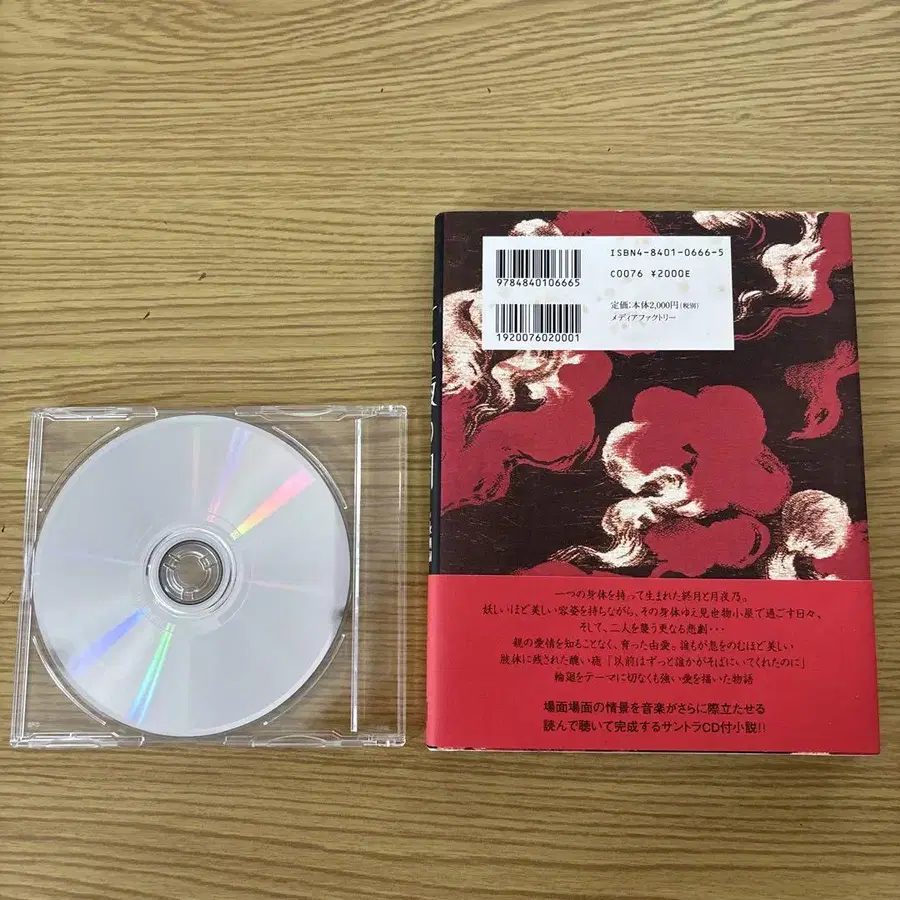 ISBN4-8401-0666-5
9784840106665
C0076 ¥2000E
定価:本体2,000円(税別)
メディアファクトリー
1920076020001
一つの身体を持って生まれた終月と月夜乃。
妖しいほど美しい容姿を持ちながら、その身体ゆえ見世物小屋で過ごす日々、
そして、二人を襲う更なる悲劇・・・
親の愛情を知ることなく、育った由愛。誰もが息をのむほど美しい
肢体に残された醜い痕「以前はずっと誰かがそばにいてくれたのに」
輪廻をテーマに切なくも強い愛を描いた物語
場面場面の情景を音楽がさらに際立たせる
読んで聴いて完成するサントラCD付小説!!